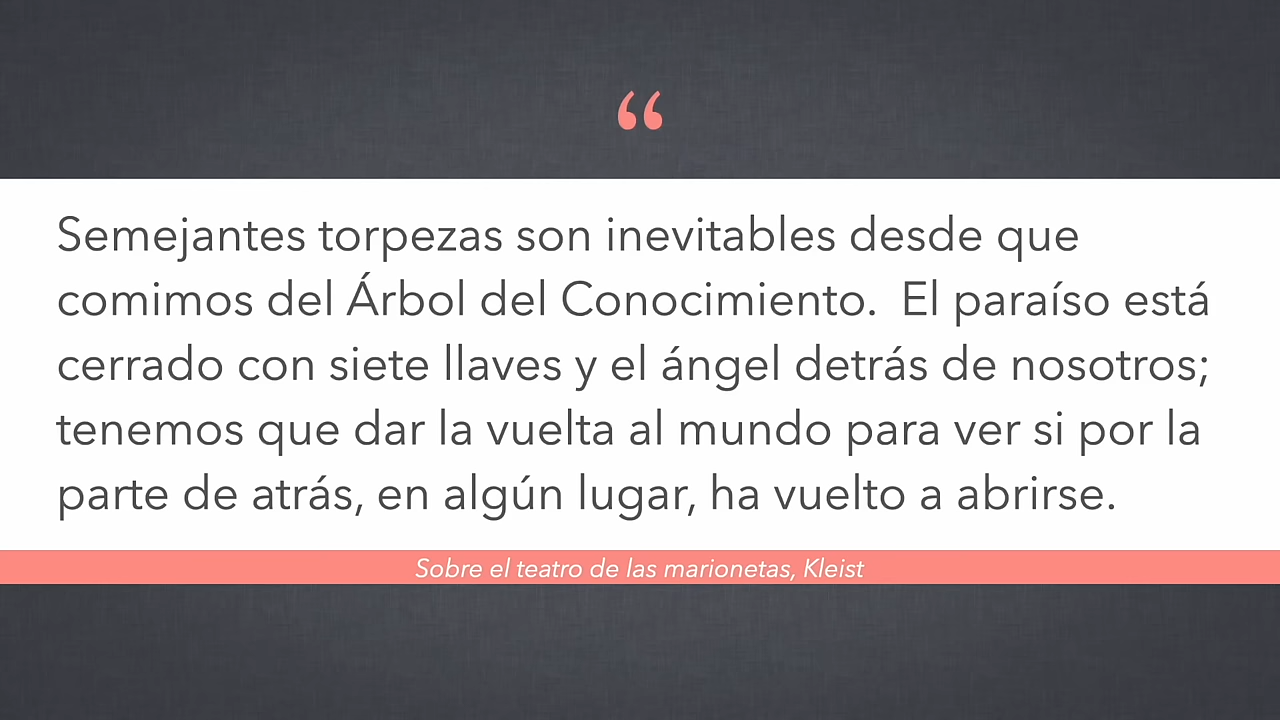 “
Semejantes torpezas son inevitables desde que
comimos del Árbol del Conocimiento.  El paraíso está
cerrado con siete llaves y el ángel detrás de nosotros;
tenemos que dar la vuelta al mundo para ver si por la
parte de atrás, en algún lugar, ha vuelto a abrirse.
Sobre el teatro de las marionetas, Kleist